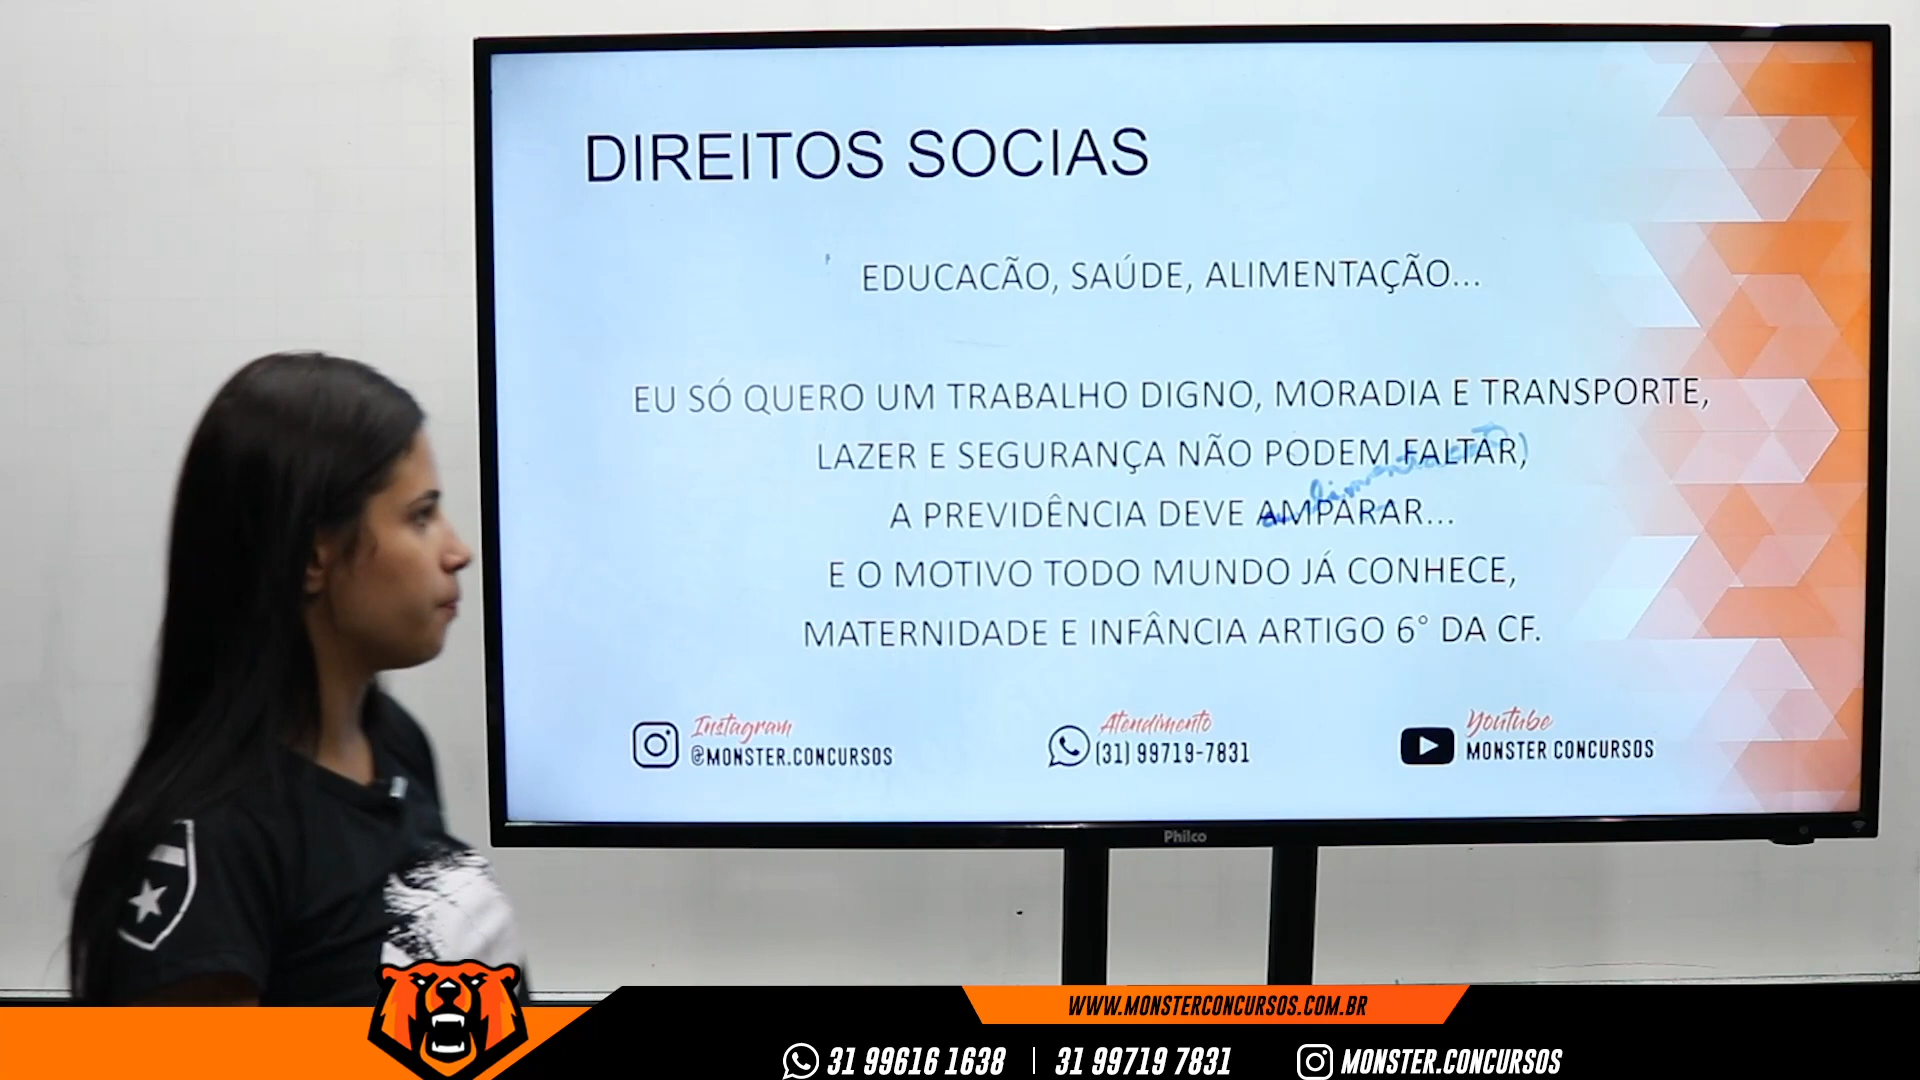 DIREITOS SOCIAS
EDUCACÃO, SAÚDE, ALIMENTAÇÃO...
EU SÓ QUERO UM TRABALHO DIGNO, MORADIA E TRANSPORTE,
LAZER E SEGURANÇA NÃO PODEM FALTAR,
A PREVIDÊNCIA DEVE AMPARAR...
alimentação
E O MOTIVO TODO MUNDO JÁ CONHECE,
MATERNIDADE E INFÂNCIA ARTIGO 6° DA CF.
Instagram
@MONSTER.CONCURSOS
Atendimento
(31) 99719-7831
Youtube
MONSTER CONCURSOS
Philco
WWW.MONSTERCONCURSOS.COM.BR
31 99616 1638 | 31 99719 7831 MONSTER.CONCURSOS